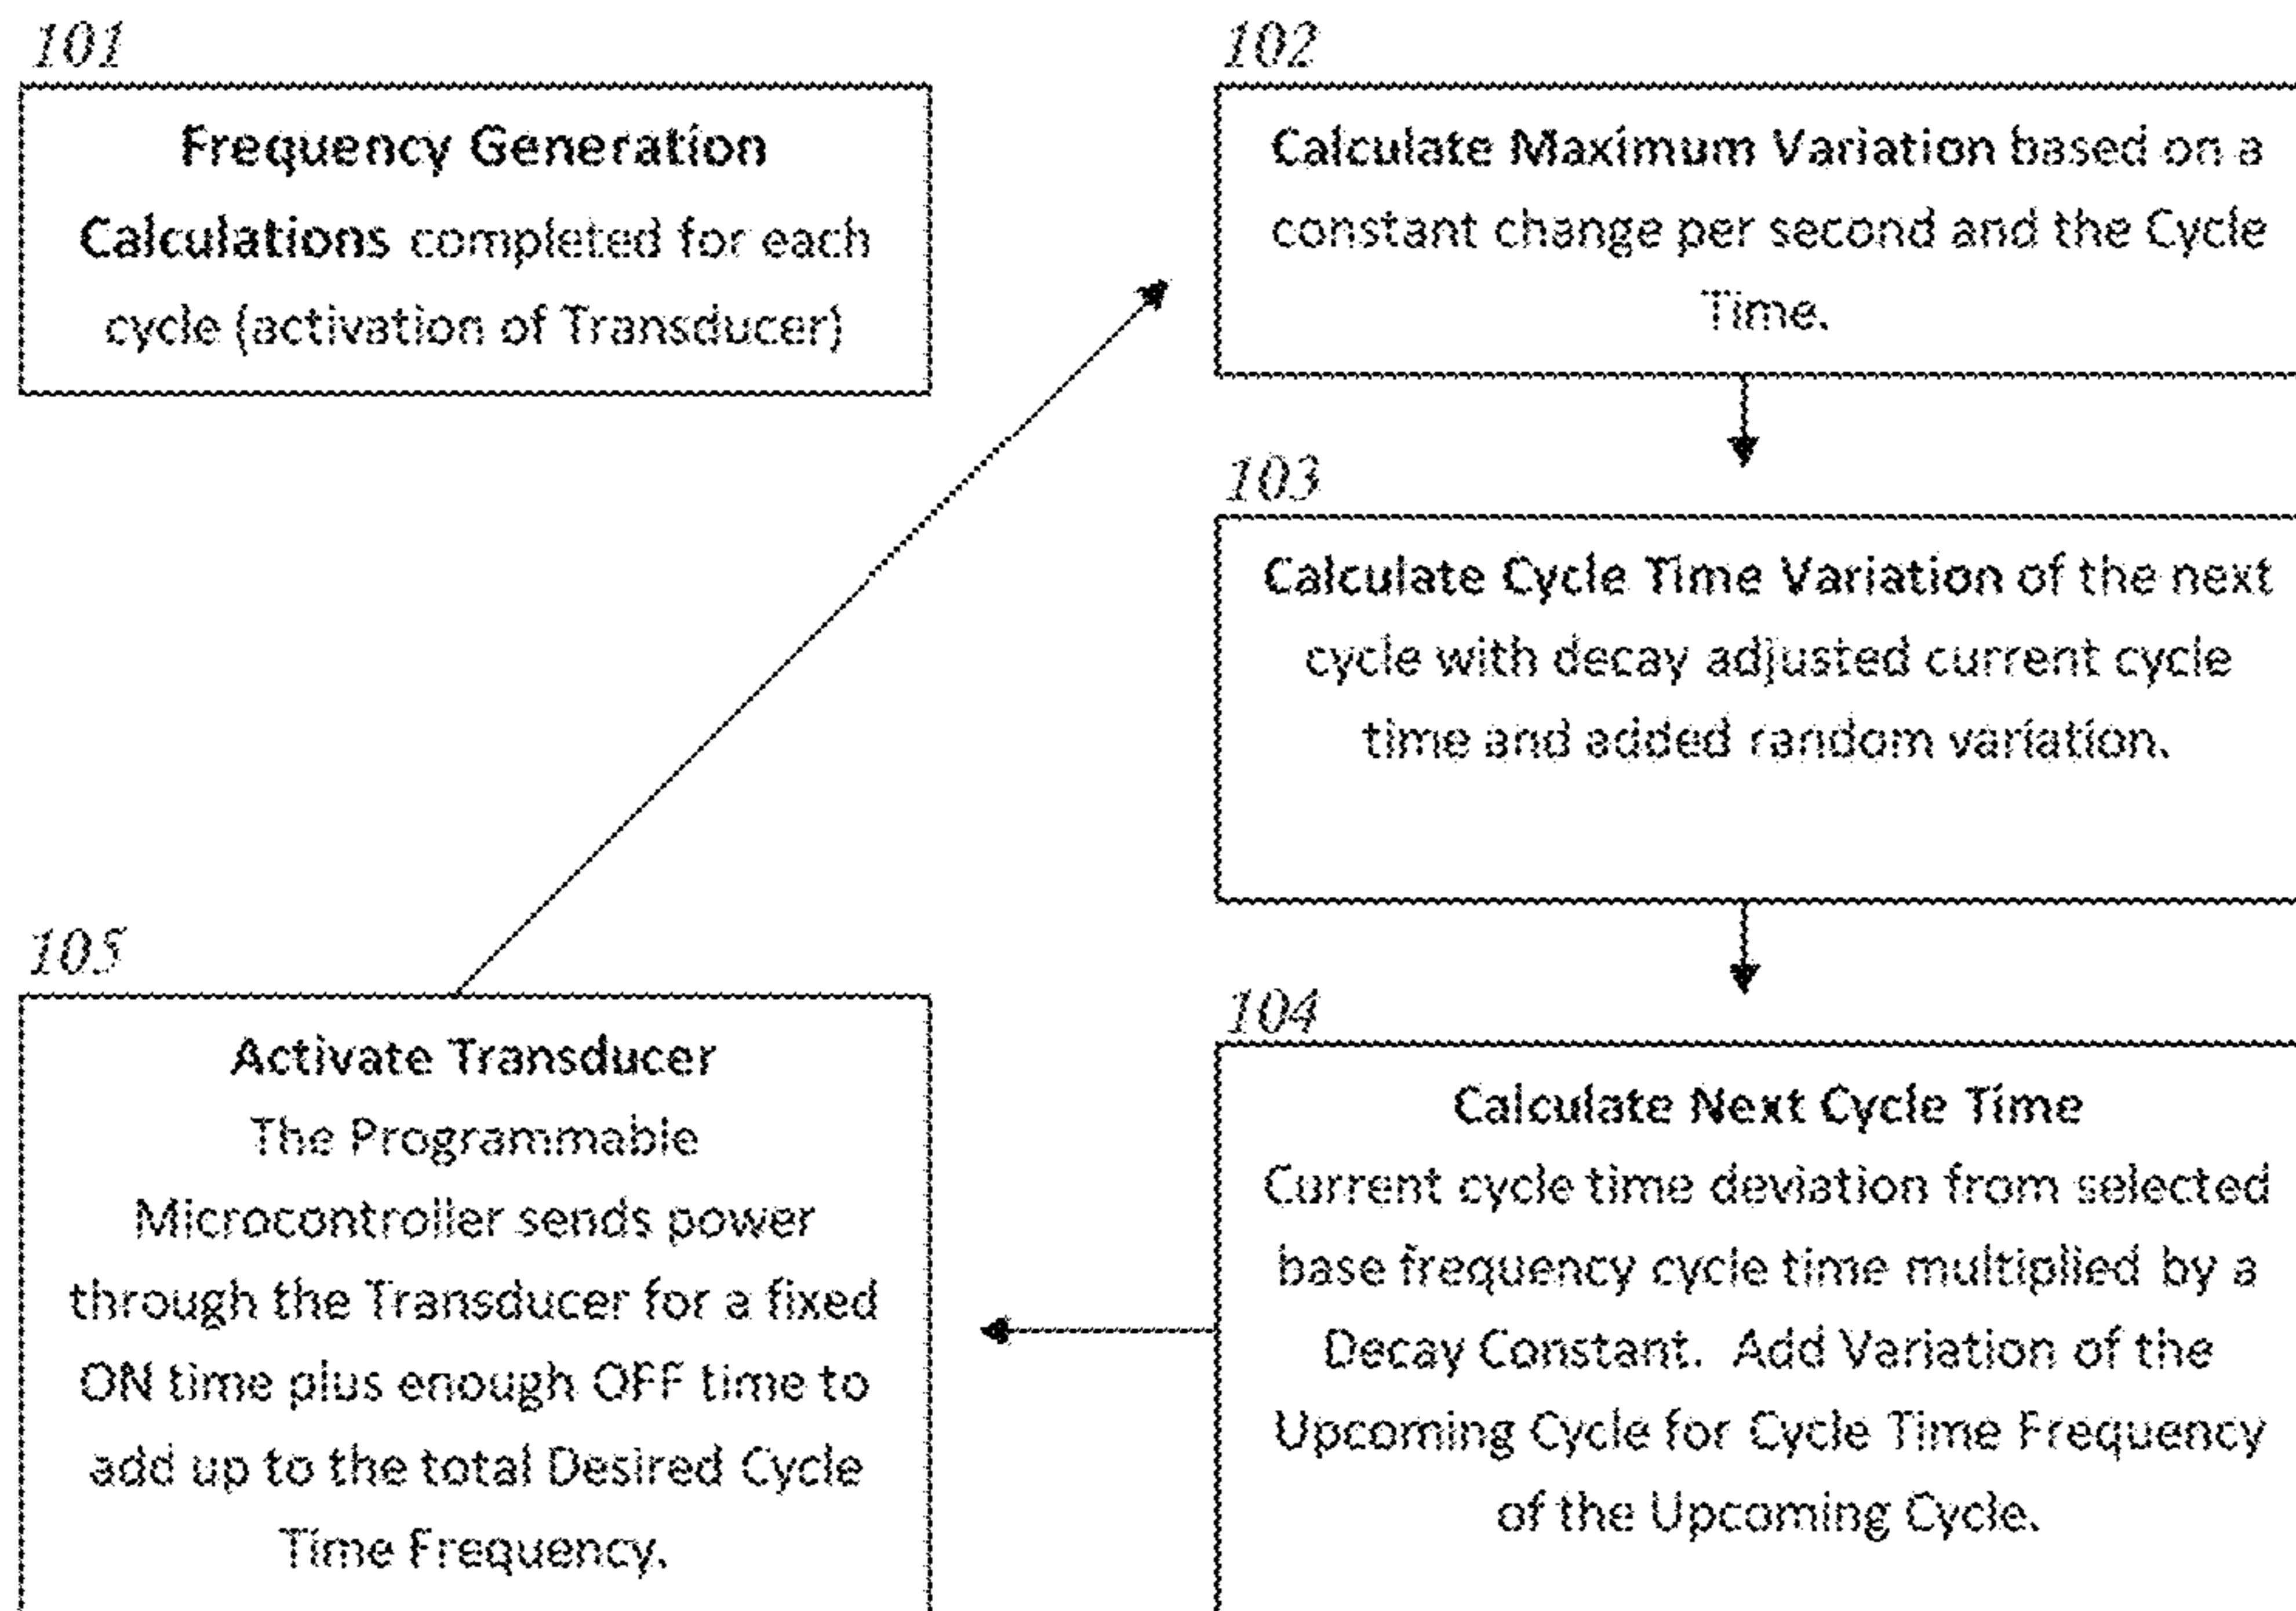 101
Frequency Generation
Calculations completed for each
cycle (activation of Transducer)
102
Calculate Maximum Variation based on a
constant change per second and the Cycle
Time.
103
Calculate Cycle Time Variation of the next
cycle with decay adjusted current cycle
time and added random variation.
104
Calculate Next Cycle Time
Current cycle time deviation from selected
base frequency cycle time multiplied by a
Decay Constant. Add Variation of the
Upcoming Cycle for Cycle Time Frequency
of the Upcoming Cycle.
105
Activate Transducer
The Programmable
Microcontroller sends power
through the Transducer for a fixed
ON time plus enough OFF time to
add up to the total Desired Cycle
Time Frequency.